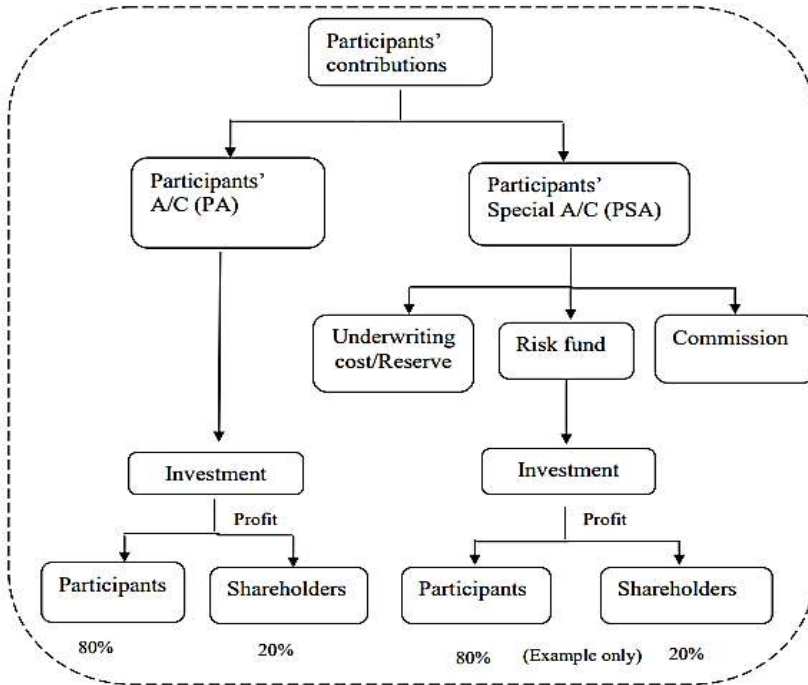 Participants'
contributions
Participants'
A/C (PA)
Participants'
Special A/C (PSA)
Underwriting
cost/Reserve
Risk fund
Commission
Investment
Investment
Profit
Profit
Participants
Shareholders
Participants
Shareholders
80%
20%
80%
(Example only)
20%